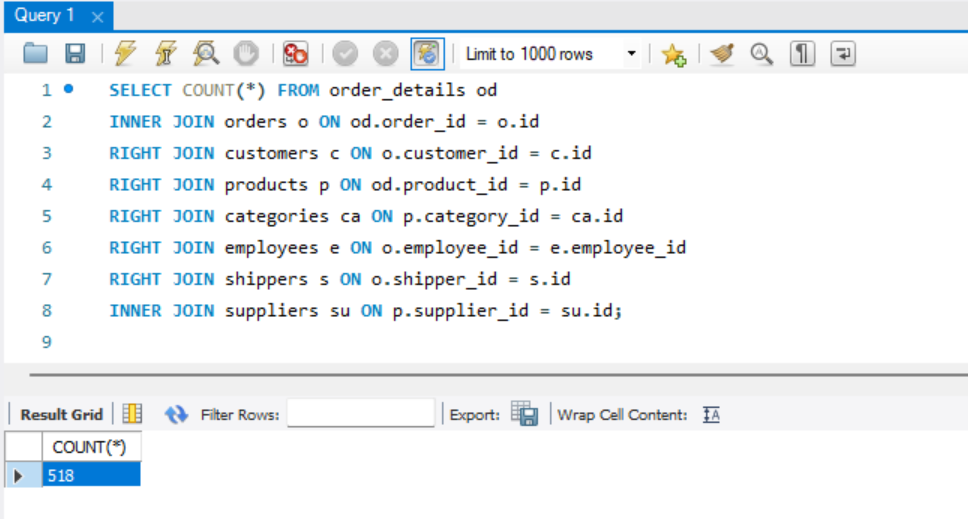 Query 1
Limit to 1000 rows
1 SELECT COUNT(*) FROM order_details od
2 INNER JOIN orders o ON od.order_id = o.id
3 RIGHT JOIN customers c ON o.customer_id = c.id
4 RIGHT JOIN products p ON od.product_id = p.id
5 RIGHT JOIN categories ca ON p.category_id = ca.id
6 RIGHT JOIN employees e ON o.employee_id = e.employee_id
7 RIGHT JOIN shippers s ON o.shipper_id = s.id
8 INNER JOIN suppliers su ON p.supplier_id = su.id;
9
Result Grid Filter Rows: Export: Wrap Cell Content: IA
COUNT(*)
518